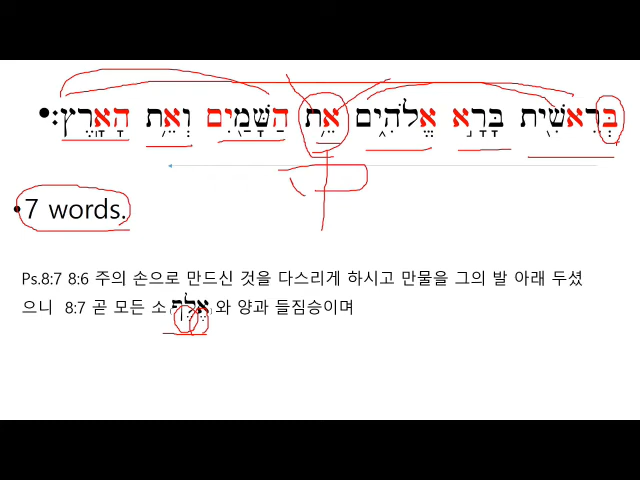 •בְּרֵאשִׁ֖ית בָּרָ֣א אֱלֹהִ֑ים אֵ֥ת הַשָּׁמַ֖יִם וְאֵ֥ת הָאָֽרֶץ׃
•7 words.
Ps.8:7 8:6 주의 손으로 만드신 것을 다스리게 하시고 만물을 그의 발 아래 두셨
으니 8:7 곧 모든 소(אֶלֶף)와 양과 들짐승이며